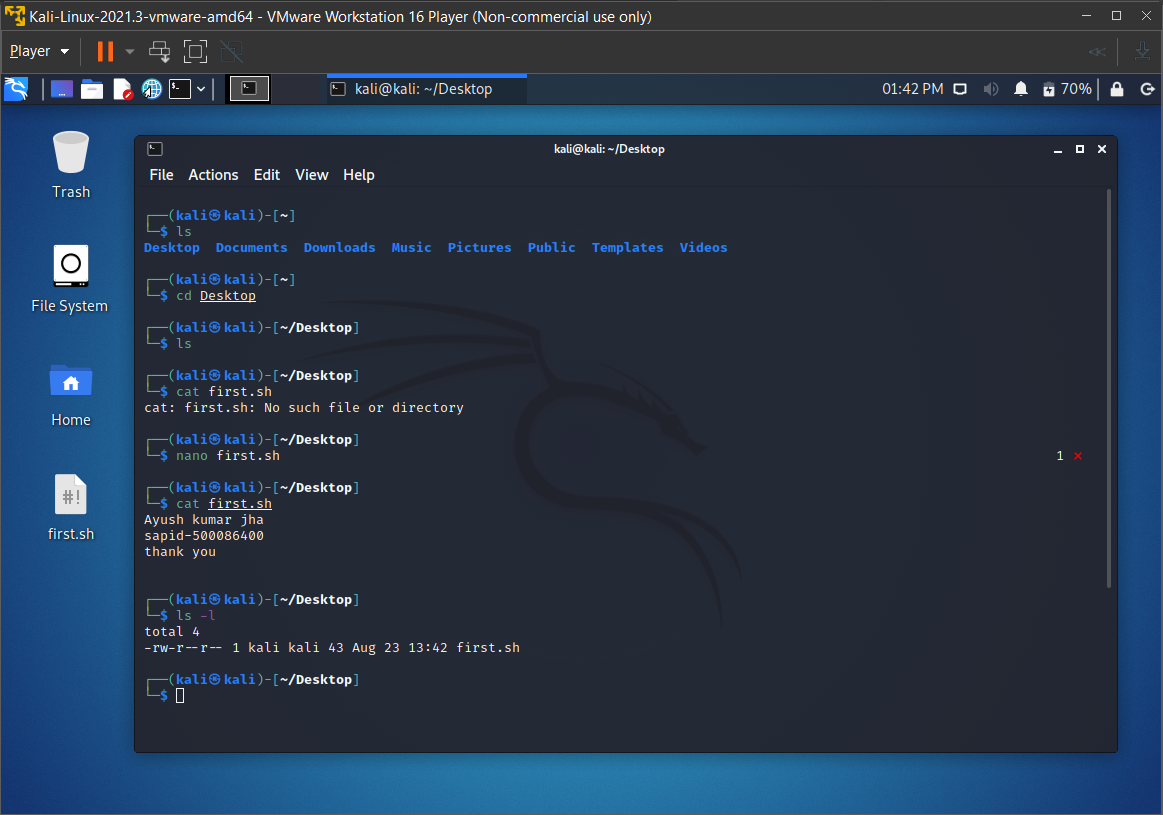 Kali-Linux-2021.3-vmware-amd64 - VMware Workstation 16 Player (Non-commercial use only)
Player
kali@kali: ~/Desktop
01:42 PM
70%
Trash
File System
Home
#!
first.sh
kali@kali: ~/Desktop
File Actions Edit View Help
┌──(kali㉿kali)-[~]
└─$ ls
Desktop Documents Downloads Music Pictures Public Templates Videos
┌──(kali㉿kali)-[~]
└─$ cd Desktop
┌──(kali㉿kali)-[~/Desktop]
└─$ ls
┌──(kali㉿kali)-[~/Desktop]
└─$ cat first.sh
cat: first.sh: No such file or directory
┌──(kali㉿kali)-[~/Desktop]
└─$ nano first.sh 1 ⨯
┌──(kali㉿kali)-[~/Desktop]
└─$ cat first.sh
Ayush kumar jha
sapid-500086400
thank you
┌──(kali㉿kali)-[~/Desktop]
└─$ ls -l
total 4
-rw-r--r-- 1 kali kali 43 Aug 23 13:42 first.sh
┌──(kali㉿kali)-[~/Desktop]
└─$